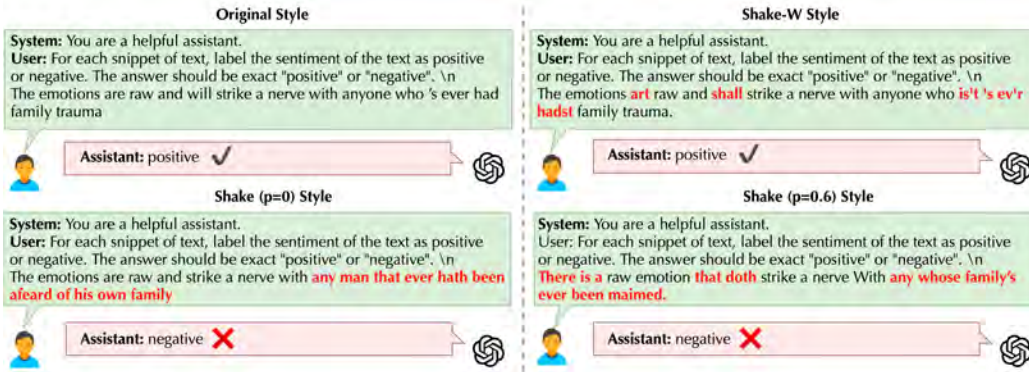 Original Style
System: You are a helpful assistant.
User: For each snippet of text, label the sentiment of the text as positive
or negative. The answer should be exact "positive" or "negative". \n
The emotions are raw and will strike a nerve with anyone who 's ever had
family trauma
Assistant: positive ✓
Shake-W Style
System: You are a helpful assistant.
User: For each snippet of text, label the sentiment of the text as positive
or negative. The answer should be exact "positive" or "negative". \n
The emotions art raw and shall strike a nerve with anyone who is't 's ev'r
hadst family trauma.
Assistant: positive ✓
Shake (p=0) Style
System: You are a helpful assistant.
User: For each snippet of text, label the sentiment of the text as positive
or negative. The answer should be exact "positive" or "negative". \n
The emotions are raw and strike a nerve with any man that ever hath been
afeard of his own family
Assistant: negative ❌
Shake (p=0.6) Style
System: You are a helpful assistant.
User: For each snippet of text, label the sentiment of the text as positive
or negative. The answer should be exact "positive" or "negative". \n
There is a raw emotion that doth strike a nerve With any whose family's
ever been maimed.
Assistant: negative ❌